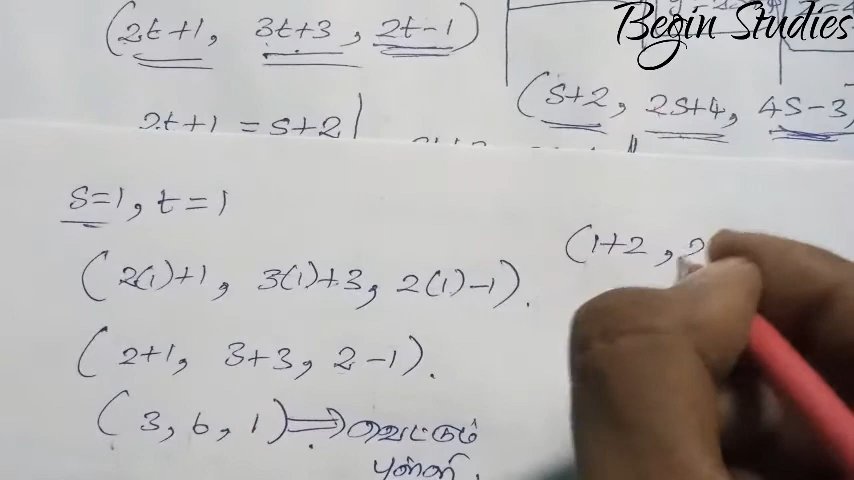 Begin Studies
(2t+1, 3t+3, 2t-1)
(s+2, 2s+4, 4s-3
2t+1 = s+2
s=1, t=1
(1+2, 2
(2(1)+1, 3(1)+3, 2(1)-1).
(2+1, 3+3, 2-1).
(3, 6, 1) ⟹ வெட்டும்
புள்ளி.